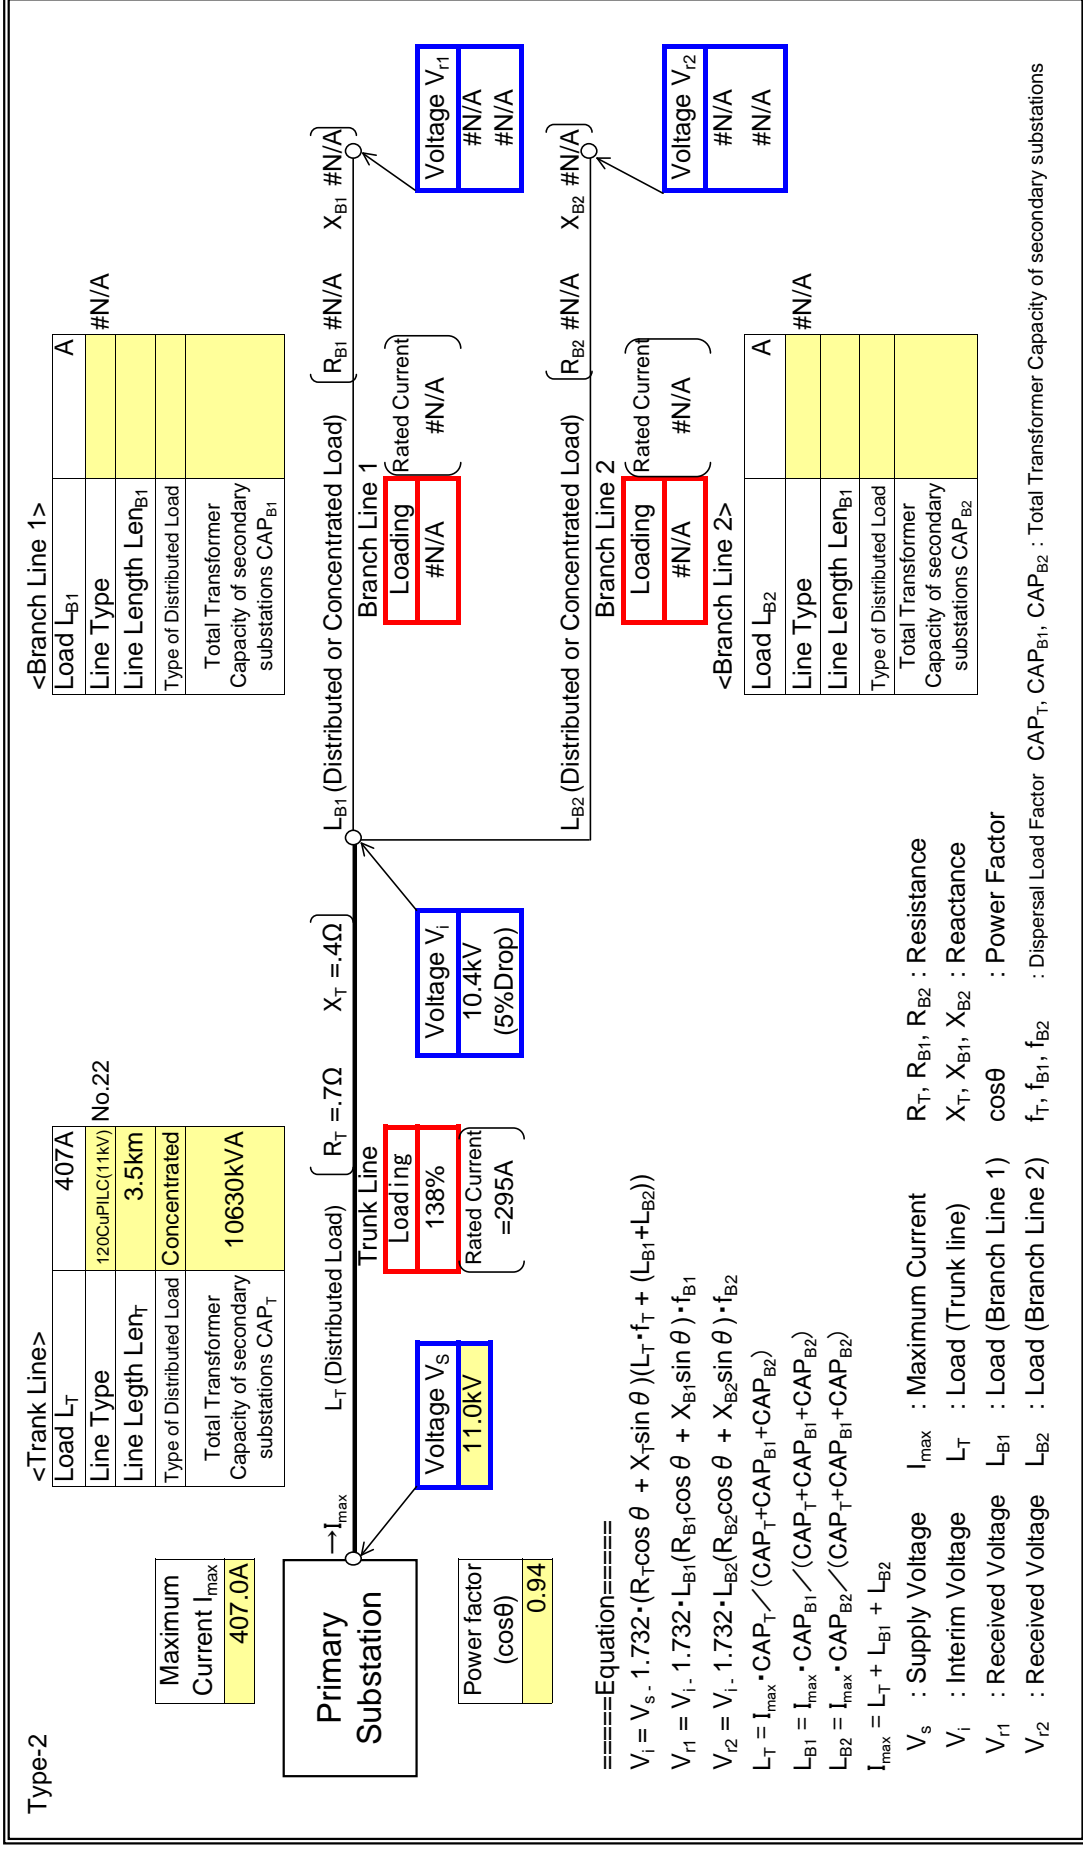 Type-2
Maximum
Current Imax
407.0A
<Trank Line>
Load LT 407A
Line Type 120CuPILC(11kV) No.22
Line Legth LenT 3.5km
Type of Distributed Load Concentrated
Total Transformer
Capacity of secondary
substations CAPT
10630kVA
<Branch Line 1>
Load LB1 A
Line Type #N/A
Line Length LenB1
Type of Distributed Load
Total Transformer
Capacity of secondary
substations CAPB1
Primary
Substation
→Imax
LT (Distributed Load)
RT =.7Ω XT =.4Ω
LB1 (Distributed or Concentrated Load)
RB1 #N/A XB1 #N/A
Trunk Line
Loading
138%
Rated Current
=295A
Branch Line 1
Loading
#N/A
Rated Current
#N/A
Voltage VS
11.0kV
Voltage Vi
10.4kV
(5%Drop)
Voltage Vr1
#N/A
#N/A
Power factor
(cosθ)
0.94
LB2 (Distributed or Concentrated Load)
RB2 #N/A XB2 #N/A
Branch Line 2
Loading
#N/A
Rated Current
#N/A
Voltage Vr2
#N/A
#N/A
<Branch Line 2>
Load LB2 A
Line Type #N/A
Line Length LenB1
Type of Distributed Load
Total Transformer
Capacity of secondary
substations CAPB2
=====Equation=====
Vi = Vs - 1.732・(RTcosθ + XTsinθ)(LT・fT + (LB1+LB2))
Vr1 = Vi - 1.732・LB1(RB1cosθ + XB1sinθ)・fB1
Vr2 = Vi - 1.732・LB2(RB2cosθ + XB2sinθ)・fB2
LT = Imax・CAPT/(CAPT+CAPB1+CAPB2)
LB1 = Imax・CAPB1/(CAPT+CAPB1+CAPB2)
LB2 = Imax・CAPB2/(CAPT+CAPB1+CAPB2)
Imax = LT + LB1 + LB2
Vs : Supply Voltage Imax : Maximum Current RT, RB1, RB2 : Resistance
Vi : Interim Voltage LT : Load (Trunk line) XT, XB1, XB2 : Reactance
Vr1 : Received Voltage LB1 : Load (Branch Line 1) cosθ : Power Factor
Vr2 : Received Voltage LB2 : Load (Branch Line 2) fT, fB1, fB2 : Dispersal Load Factor CAPT, CAPB1, CAPB2 : Total Transformer Capacity of secondary substations